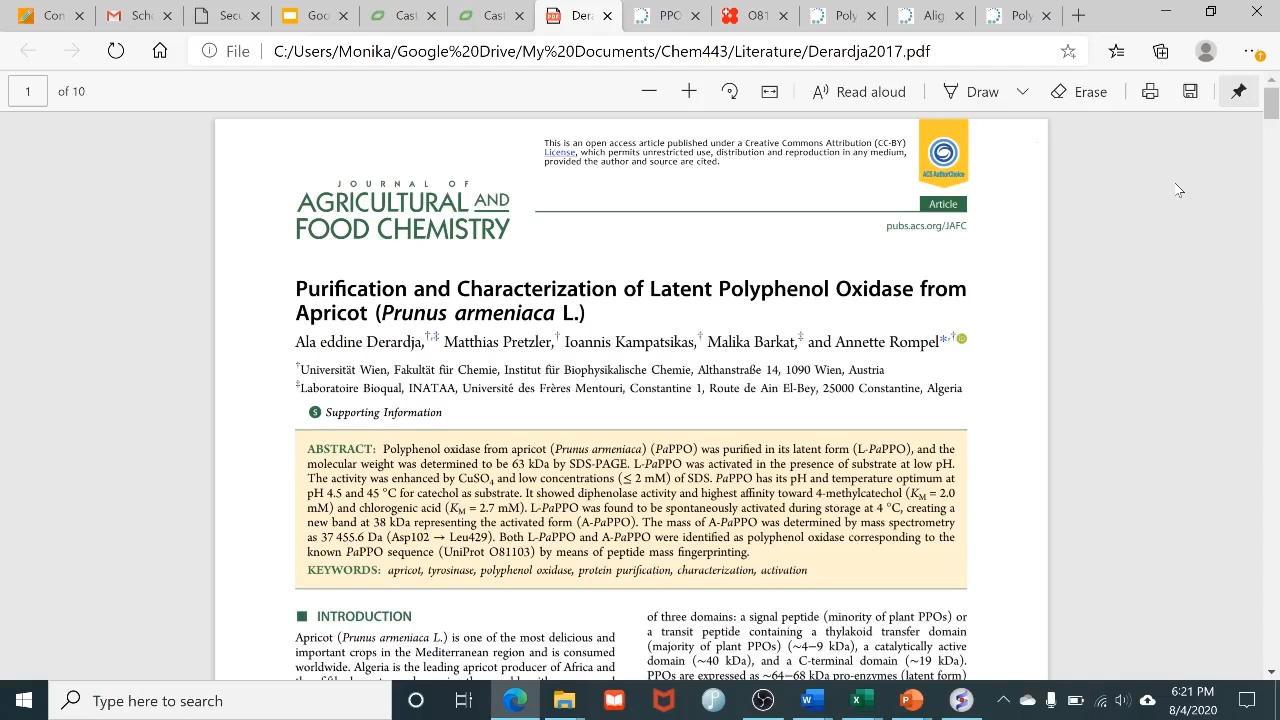 Con
Sch
Secu
Goo
Cast
Cast
Dera
PPO
O81
Alig
Poly
File
C:/Users/Monika/Google%20Drive/My%20Documents/Chem443/Literature/Derardja2017.pdf
1 of 10
Read aloud
Draw
Erase
This is an open access article published under a Creative Commons Attribution (CC-BY)
License, which permits unrestricted use, distribution and reproduction in any medium,
provided the author and source are cited.
ACS AuthorChoice
JOURNAL OF
AGRICULTURAL AND
FOOD CHEMISTRY
Article
pubs.acs.org/JAFC
Purification and Characterization of Latent Polyphenol Oxidase from
Apricot (Prunus armeniaca L.)
Ala eddine Derardja,†,‡ Matthias Pretzler,† Ioannis Kampatsikas,† Malika Barkat,‡ and Annette Rompel*,†
†Universität Wien, Fakultät für Chemie, Institut für Biophysikalische Chemie, Althanstraße 14, 1090 Wien, Austria
‡Laboratoire Bioqual, INATAA, Université des Frères Mentouri, Constantine 1, Route de Ain El-Bey, 25000 Constantine, Algeria
S Supporting Information
ABSTRACT: Polyphenol oxidase from apricot (Prunus armeniaca) (PaPPO) was purified in its latent form (L-PaPPO), and the
molecular weight was determined to be 63 kDa by SDS-PAGE. L-PaPPO was activated in the presence of substrate at low pH.
The activity was enhanced by CuSO4 and low concentrations (≤ 2 mM) of SDS. PaPPO has its pH and temperature optimum at
pH 4.5 and 45 °C for catechol as substrate. It showed diphenolase activity and highest affinity toward 4-methylcatechol (KM = 2.0
mM) and chlorogenic acid (KM = 2.7 mM). L-PaPPO was found to be spontaneously activated during storage at 4 °C, creating a
new band at 38 kDa representing the activated form (A-PaPPO). The mass of A-PaPPO was determined by mass spectrometry
as 37 455.6 Da (Asp102 → Leu429). Both L-PaPPO and A-PaPPO were identified as polyphenol oxidase corresponding to the
known PaPPO sequence (UniProt O81103) by means of peptide mass fingerprinting.
KEYWORDS: apricot, tyrosinase, polyphenol oxidase, protein purification, characterization, activation
INTRODUCTION
Apricot (Prunus armeniaca L.) is one of the most delicious and
important crops in the Mediterranean region and is consumed
worldwide. Algeria is the leading apricot producer of Africa and
of three domains: a signal peptide (minority of plant PPOs) or
a transit peptide containing a thylakoid transfer domain
(majority of plant PPOs) (~4−9 kDa), a catalytically active
domain (~40 kDa), and a C-terminal domain (~19 kDa).
PPOs are expressed as ~64−68 kDa pro-enzymes (latent form)
Type here to search
6:21 PM
8/4/2020